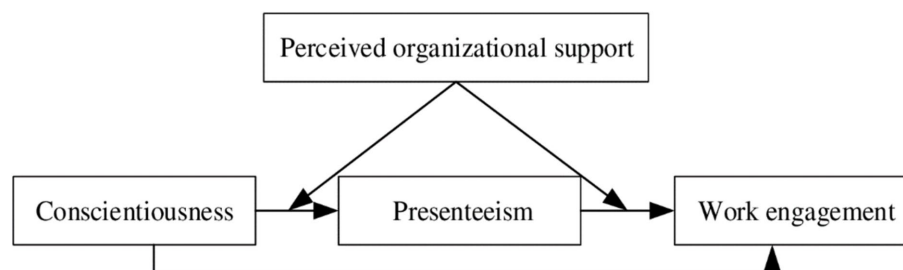 Perceived organizational support
Conscientiousness
Presenteeism
Work engagement